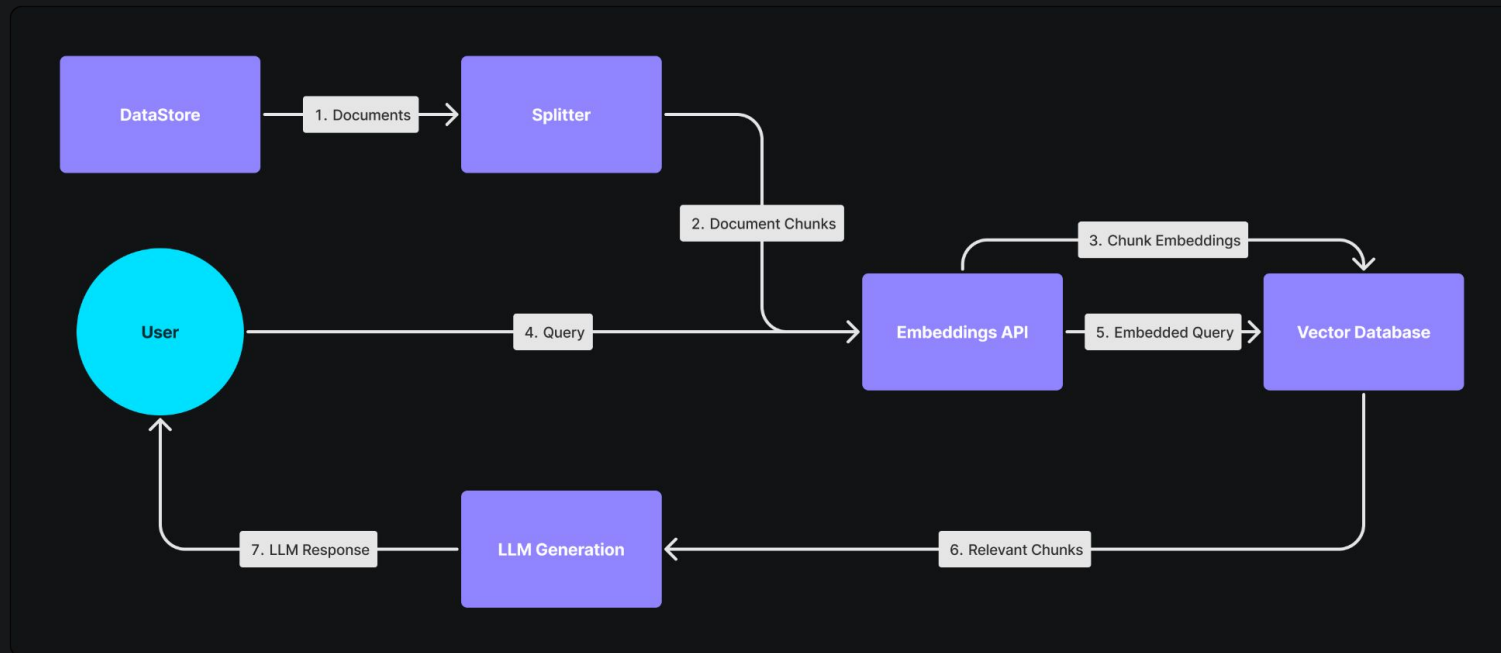 DataStore
1. Documents
Splitter
2. Document Chunks
3. Chunk Embeddings
User
4. Query
Embeddings API
5. Embedded Query
Vector Database
7. LLM Response
LLM Generation
6. Relevant Chunks